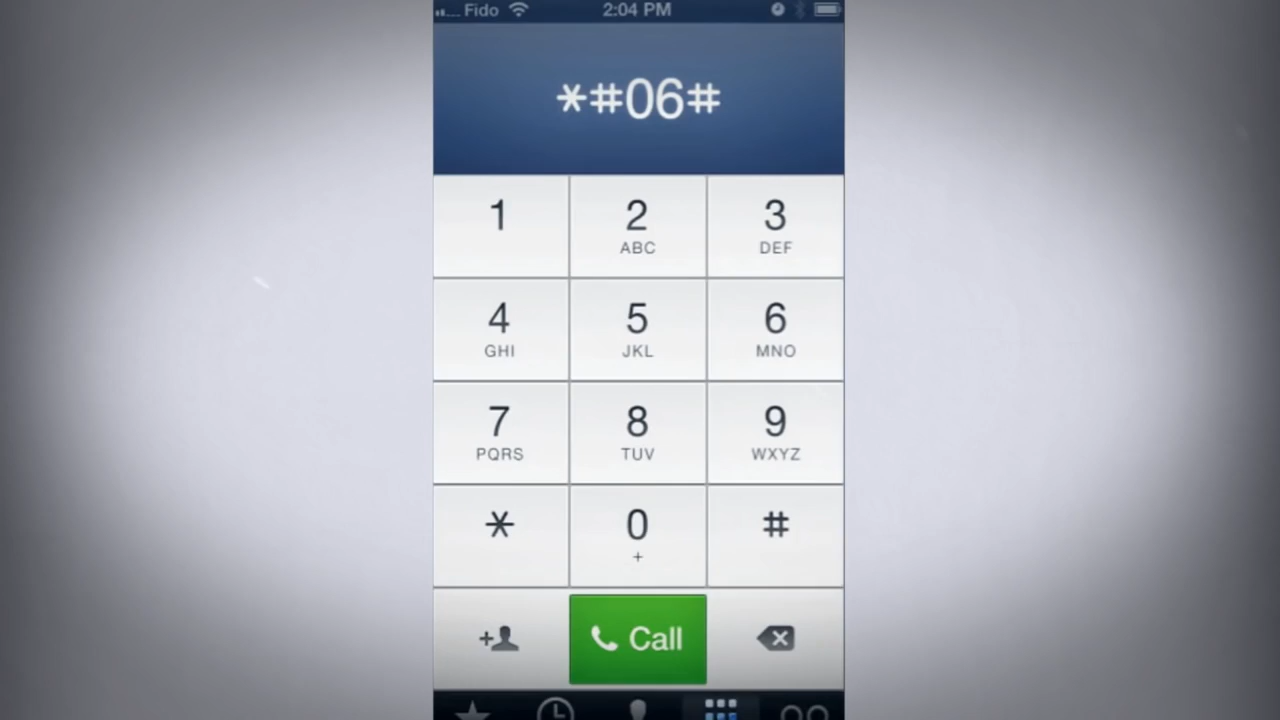 Fido 2:04 PM
*#06#
1 2 3
ABC DEF
4 5 6
GHI JKL MNO
7 8 9
PQRS TUV WXYZ
* 0 #
+
Call